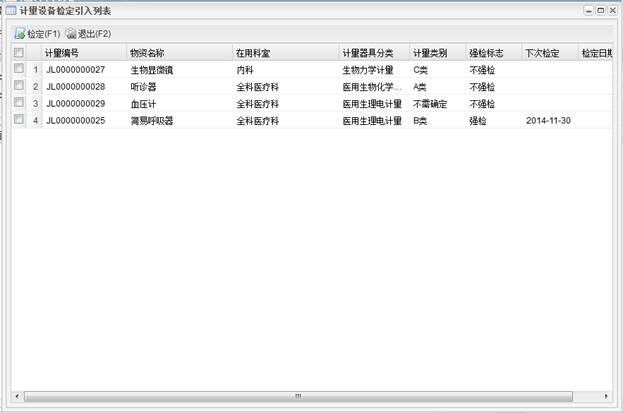 计量设备检定引入列表
检定(F1) 退出(F2)
计量编号 物资名称 在用科室 计量器具分类 计量类别 强检标志 下次检定 检定日期
1 JL0000000027 生物显微镜 内科 生物力学计量 C类 不强检
2 JL0000000028 听诊器 全科医疗科 医用生物化学... A类 不强检
3 JL0000000029 血压计 全科医疗科 医用生理电计量 不需确定 不强检
4 JL0000000025 简易呼吸器 全科医疗科 医用生理电计量 B类 强检 2014-11-30